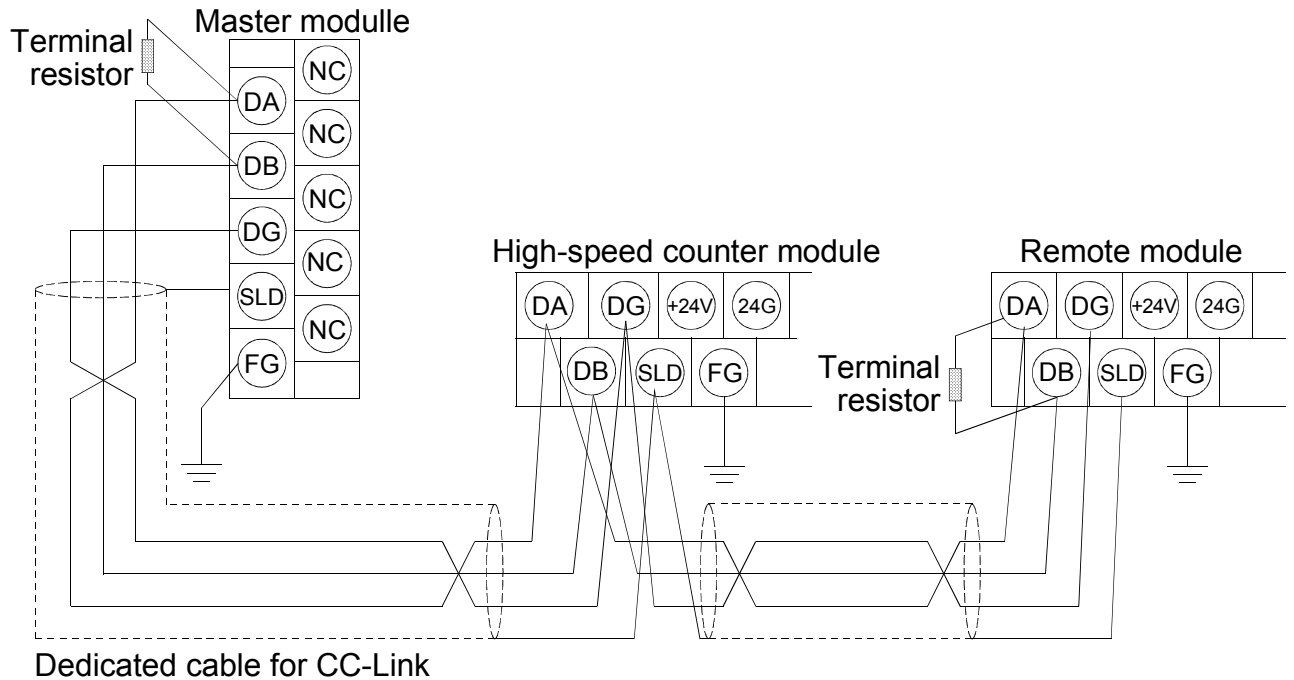 Master modulle
Terminal
resistor
NC
DA
NC
DB
NC
DG
NC
SLD
NC
FG
High-speed counter module
DA
DG
+24V
24G
DB
SLD
FG
Remote module
DA
DG
+24V
24G
DB
SLD
FG
Terminal
resistor
Dedicated cable for CC-Link